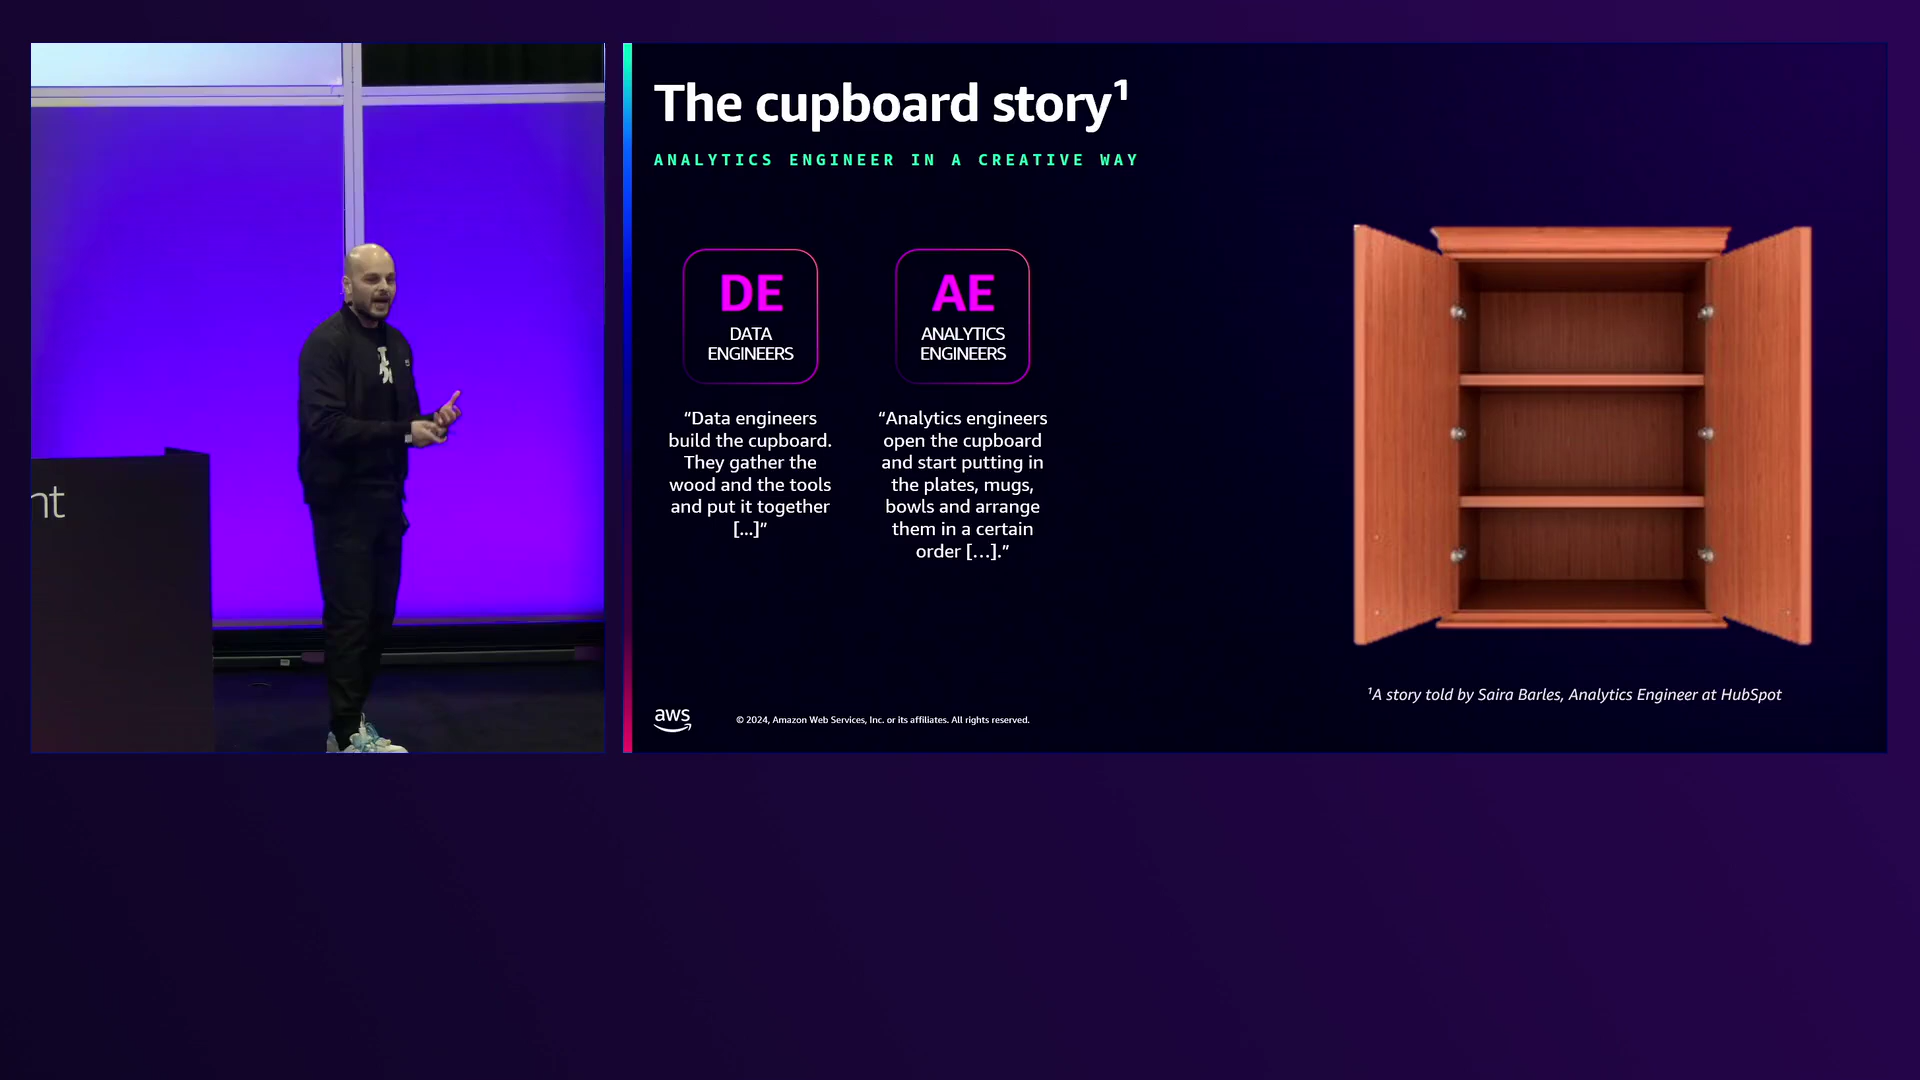 nt
The cupboard story¹
ANALYTICS ENGINEER IN A CREATIVE WAY
DE
DATA
ENGINEERS
“Data engineers
build the cupboard.
They gather the
wood and the tools
and put it together
[...]”
AE
ANALYTICS
ENGINEERS
“Analytics engineers
open the cupboard
and start putting in
the plates, mugs,
bowls and arrange
them in a certain
order [...].”
¹A story told by Saira Barles, Analytics Engineer at HubSpot
aws
© 2024, Amazon Web Services, Inc. or its affiliates. All rights reserved.